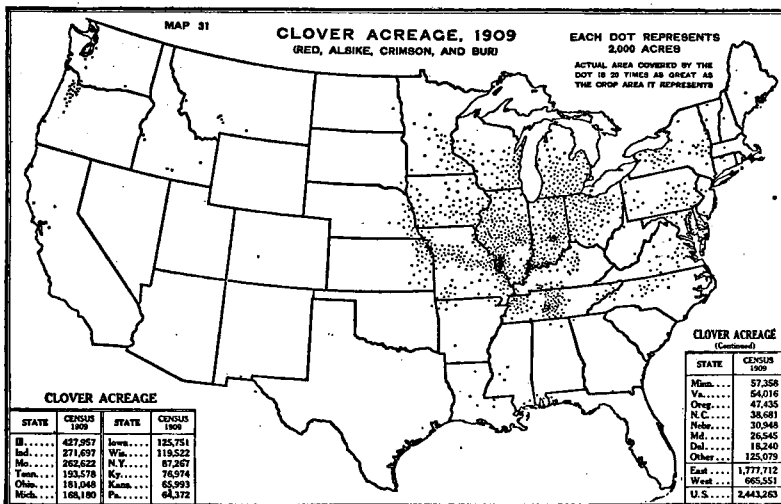 MAP 31
CLOVER ACREAGE, 1909
(RED, ALSIKE, CRIMSON, AND BUR)
EACH DOT REPRESENTS
2,000 ACRES
ACTUAL AREA COVERED BY THE
DOT IS 20 TIMES AS GREAT AS
THE CROP AREA IT REPRESENTS
CLOVER ACREAGE
STATE CENSUS 1909 STATE CENSUS 1909
Ill.... 427,957 Iowa.... 125,751
Ind.... 271,697 Wis.... 119,522
Mo.... 262,622 N.Y.... 87,267
Tenn.... 193,578 Ky.... 76,974
Ohio.... 181,048 Kans.... 65,993
Mich.... 168,180 Pa.... 64,372
CLOVER ACREAGE
(Continued)
STATE CENSUS 1909
Minn.... 57,358
Va.... 54,016
Oreg.... 47,435
N.C.... 38,681
Nebr.... 30,948
Md.... 26,545
Del.... 18,240
Other.... 125,079
East.... 1,777,712
West.... 665,551
U.S.... 2,443,263